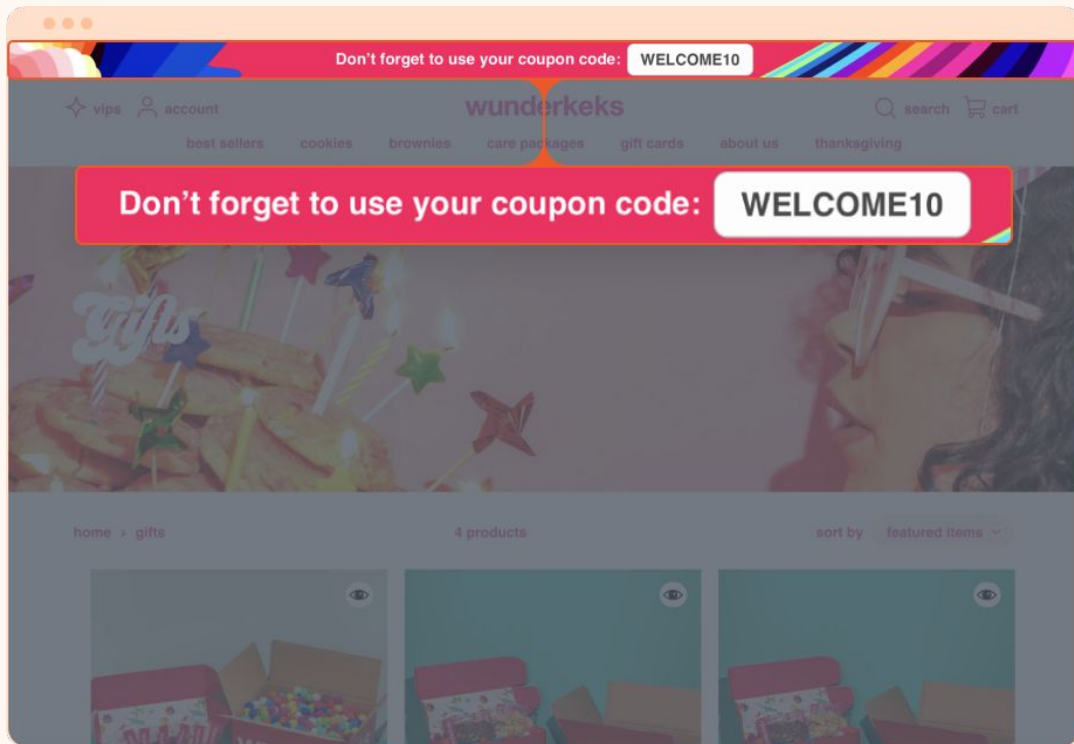 Don't forget to use your coupon code: WELCOME10
vips account wunderkeks search cart
best sellers cookies brownies care packages gift cards about us thanksgiving
Don't forget to use your coupon code: WELCOME10
Gifts
home › gifts 4 products sort by featured items